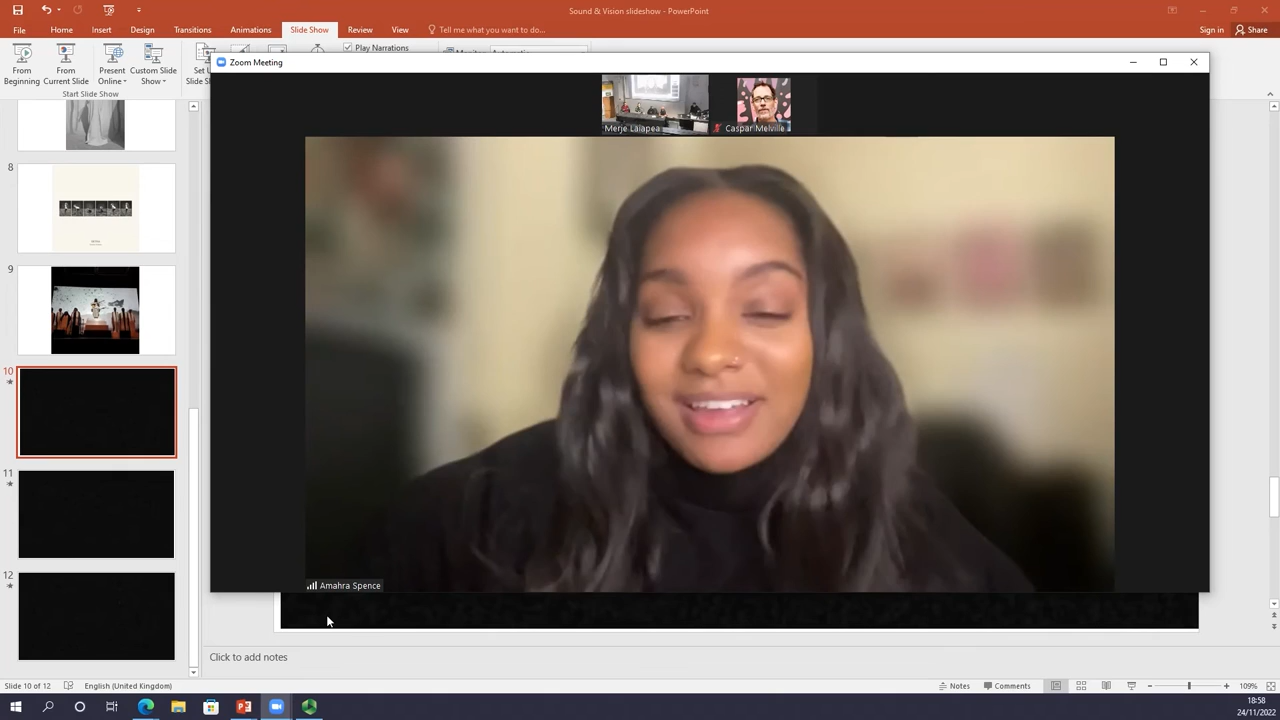 Sound & Vision slideshow - PowerPoint
File Home Insert Design Transitions Animations Slide Show Review View Tell me what you want to do... Sign in Share
From Beginning
From Current Slide
Present Online
Custom Slide Show
Play Narrations
Start Slide Show
Zoom Meeting
Merje Laiapea
Caspar Melville
8
9
10
11
12
Amahra Spence
Click to add notes
Slide 10 of 12 English (United Kingdom) Notes Comments 109%
18:58
24/11/2022